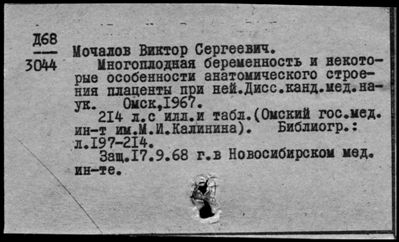 Д68
3044
Мочалов Виктор Сергеевич.
Многоплодная беременность и некото-
рые особенности анатомического строе-
ния плаценты при ней.Дисс.канд.мед.на-
ук. Омск,1967.
214 л.с илл.и табл.(Омский гос.мед.
ин-т им.М.И.Калинина). Библиогр.:
л.197-214.
Защ.17.9.68 г.в Новосибирском мед.
ин-те.